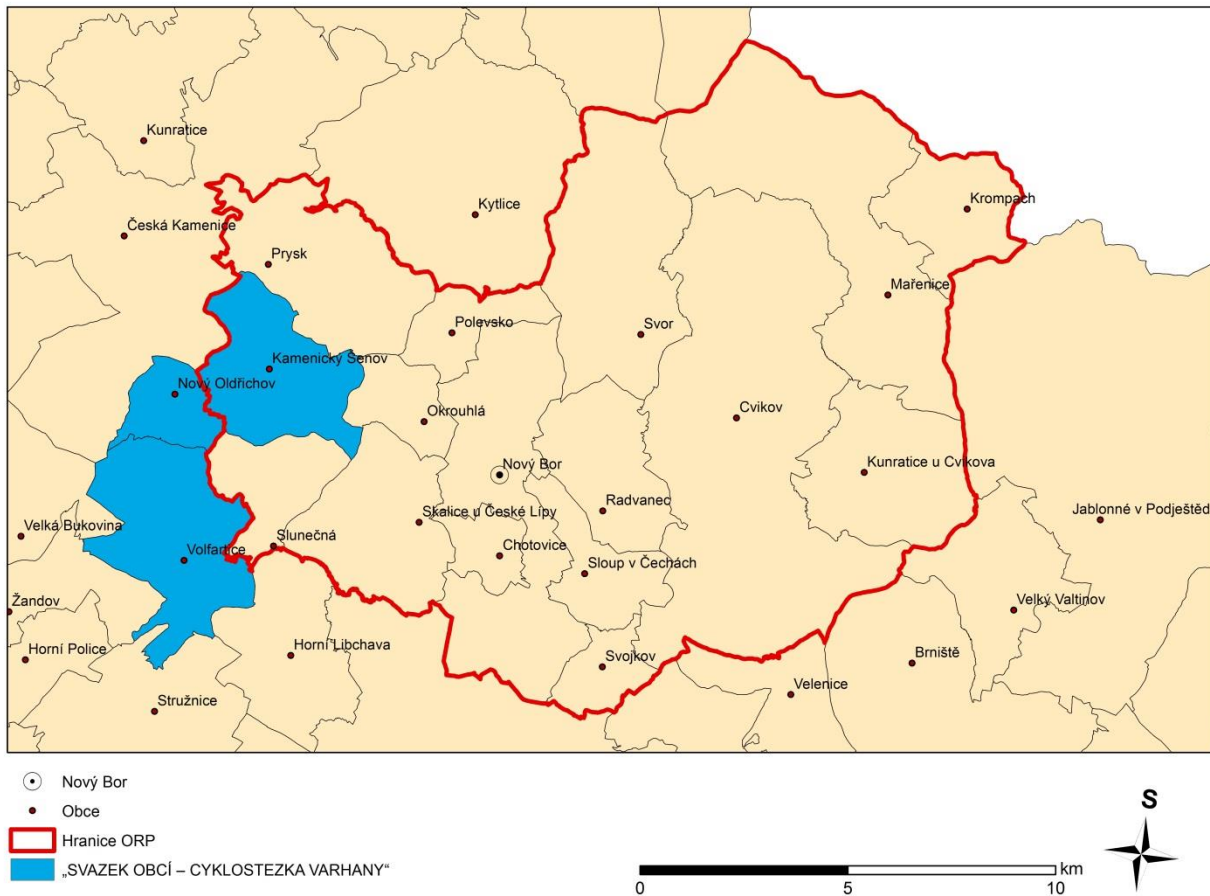 Kunratice
Krompach
Kytlice
Česká Kamenice
Prysk
Mařenice
Polevsko
Svor
Kamenický Šenov
Nový Oldřichov
Okrouhlá
Cvikov
Nový Bor
Kunratice u Cvikova
Radvanec
Skalice u České Lípy
Jablonné v Podještědí
Velká Bukovina
Slunečná
Chotovice
Volfartice
Sloup v Čechách
Žandov
Velký Valtinov
Horní Police
Horní Libchava
Svojkov
Brniště
Velenice
Stružnice
Nový Bor
Obce
Hranice ORP
„SVAZEK OBCÍ – CYKLOSTEZKA VARHANY“
S
km
0 5 10